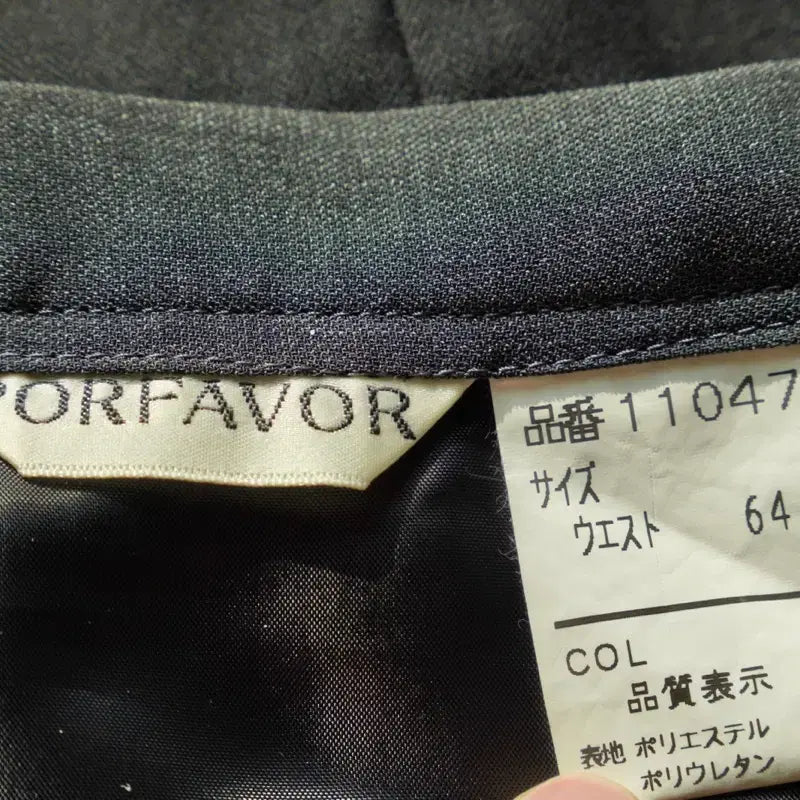 PORFAVOR
品番 11047
サイズ
ウエスト 64
COL
品質表示
表地 ポリエステル
ポリウレタン